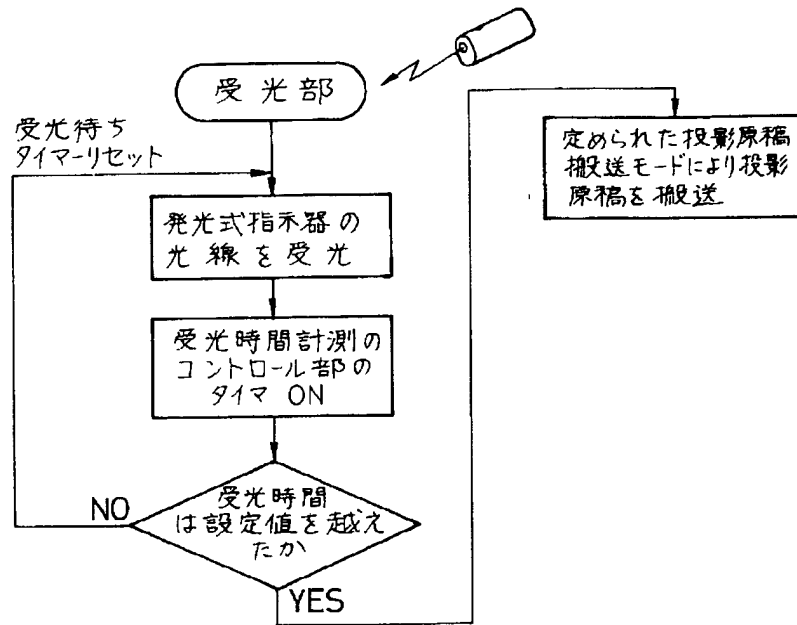 受光部
受光待ち
タイマーリセット
発光式指示器の
光線を受光
受光時間計測の
コントロール部の
タイマ ON
受光時間
は設定値を越え
たか
NO
YES
定められた投影原稿
搬送モードにより投影
原稿を搬送